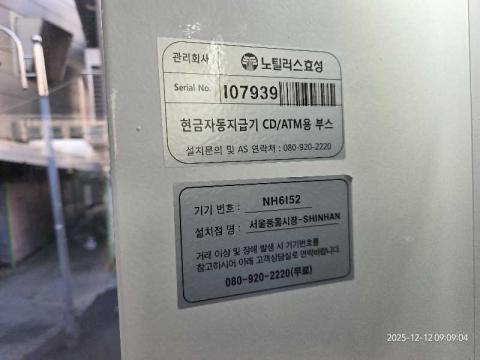 관리회사 노틸러스효성
Serial No. I07939
현금자동지급기 CD/ATM용 부스
설치문의 및 AS 연락처 : 080-920-2220
기기 번호 : NH6152
설치점 명 : 서울풍물시장-SHINHAN
거래 이상 및 장애 발생 시 기기번호를
참고하시어 아래 고객상담실로 연락바랍니다.
080-920-2220(무료)
2025-12-12 09:09:04